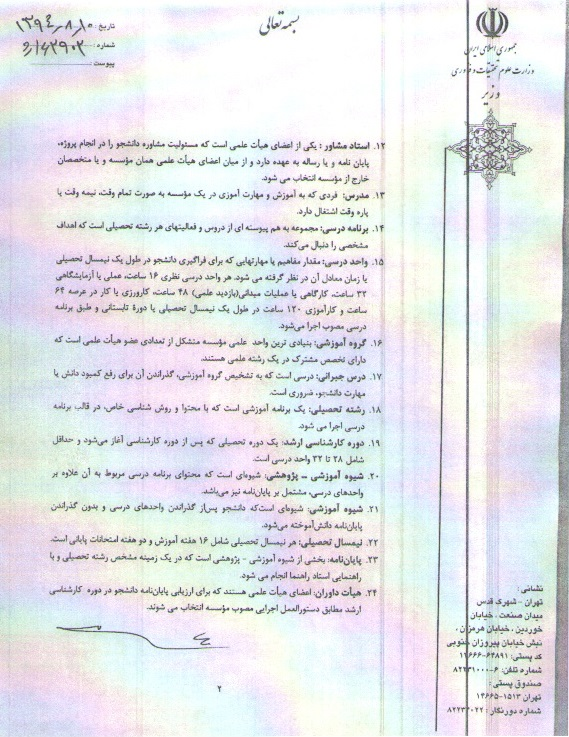 بسمه تعالی
جمهوری اسلامی ایران
وزارت علوم تحقیقات و فناوری
وزیر
تاریخ:
شماره:
پیوست:
۱۲. استاد مشاور : یکی از اعضای هیأت علمی است که مسئولیت مشاوره دانشجو را در انجام پروژه،
پایان نامه و یا رساله به عهده دارد و از میان اعضای هیأت علمی همان مؤسسه و یا متخصصان
خارج از مؤسسه انتخاب می شود.
۱۳. مدرس: فردی که به آموزش و مهارت آموزی در یک مؤسسه به صورت تمام وقت، نیمه وقت یا
پاره وقت اشتغال دارد.
۱۴. برنامه درسی: مجموعه به هم پیوسته ای از دروس و فعالیتهای هر رشته تحصیلی است که اهداف
مشخصی را دنبال می‌کند.
۱۵. واحد درسی: مقدار مفاهیم یا مهارتهایی که برای فراگیری دانشجو در طول یک نیمسال تحصیلی
یا زمان معادل آن در نظر گرفته می شود. هر واحد درسی نظری ۱۶ ساعت، عملی یا آزمایشگاهی
۳۲ ساعت، کارگاهی یا عملیات میدانی(بازدید علمی) ۴۸ ساعت، کارورزی یا کار در عرصه ۶۴
ساعت و کارآموزی ۱۲۰ ساعت در طول یک نیمسال تحصیلی یا دورة تابستانی و طبق برنامه
درسی مصوب اجرا می‌شود.
۱۶. گروه آموزشی: بنیادی ترین واحد علمی مؤسسه متشکل از تعدادی عضو هیأت علمی است که
دارای تخصص مشترک در یک رشته علمی هستند.
۱۷. درس جبرانی: درسی است که به تشخیص گروه آموزشی، گذراندن آن برای رفع کمبود دانش یا
مهارت دانشجو، ضروری است.
۱۸. رشته تحصیلی: یک برنامه آموزشی است که با محتوا و روش شناسی خاص، در قالب برنامه
درسی اجرا می شود.
۱۹. دوره کارشناسی ارشد: یک دوره تحصیلی که پس از دوره کارشناسی آغاز می‌شود و حداقل
شامل ۲۸ تا ۳۲ واحد درسی است.
۲۰. شیوه آموزشی – پژوهشی: شیوه‌ای است که محتوای برنامه درسی مربوط به آن علاوه بر
واحدهای درسی، مشتمل بر پایان‌نامه نیز می‌باشد.
۲۱. شیوه آموزشی: شیوه‌ای است‌که دانشجو پس‌از گذراندن واحدهای درسی و بدون گذراندن
پایان‌نامه دانش‌آموخته می‌شود.
۲۲. نیمسال تحصیلی: هر نیمسال تحصیلی شامل ۱۶ هفته آموزش و دو هفته امتحانات پایانی است.
۲۳. پایان‌نامه: بخشی از شیوه آموزشی - پژوهشی است که در یک زمینه مشخص رشته تحصیلی و با
راهنمایی استاد راهنما انجام می شود.
۲۴. هیأت داوران: اعضای هیأت علمی هستند که برای ارزیابی پایان‌نامه دانشجو در دوره کارشناسی
ارشد مطابق دستورالعمل اجرایی مصوب مؤسسه انتخاب می شوند.
۲
نشانی :
تهران - شهرک قدس
میدان صنعت ، خیابان
خوردین ، خیابان هرمزان ،
نبش خیابان پیروزان جنوبی
کد پستی: ۶۴۸۹۱-۱۴۶۶۶
شماره تلفن: ۶-۸۲۲۳۱۰۰۰
صندوق پستی :
تهران ۱۵۱۳-۱۴۶۶۵
شماره دورنگار :